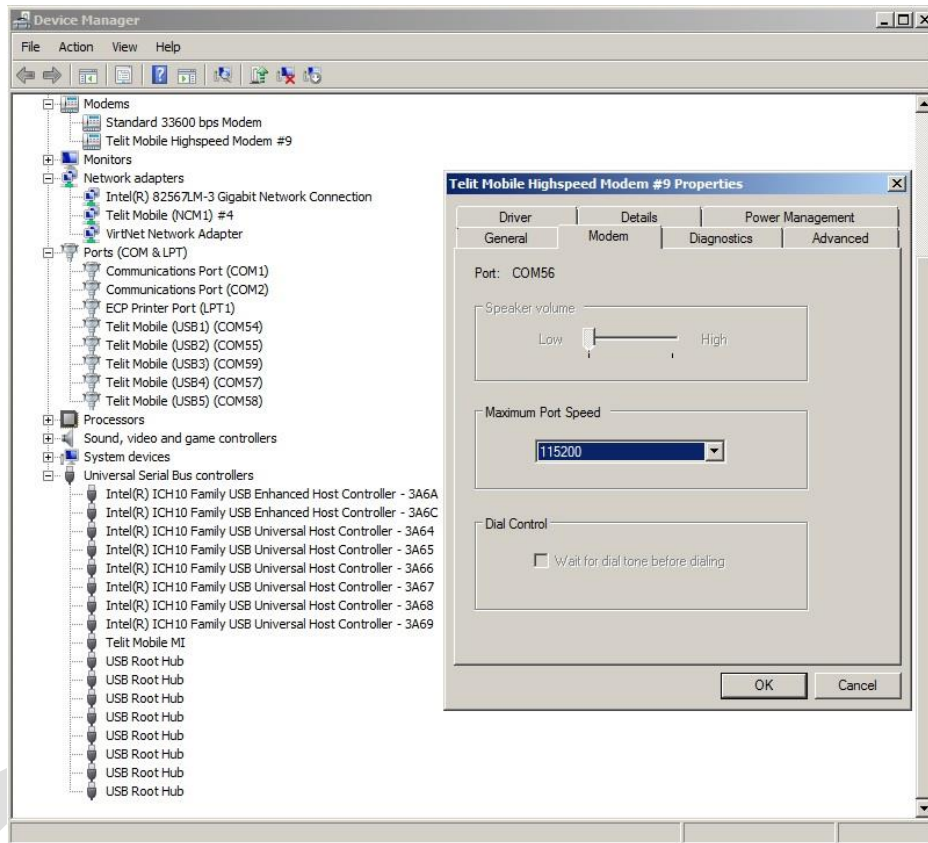 Device Manager
File Action View Help
Modems
Standard 33600 bps Modem
Telit Mobile Highspeed Modem #9
Monitors
Network adapters
Intel(R) 82567LM-3 Gigabit Network Connection
Telit Mobile (NCM1) #4
VirtNet Network Adapter
Ports (COM & LPT)
Communications Port (COM1)
Communications Port (COM2)
ECP Printer Port (LPT1)
Telit Mobile (USB1) (COM54)
Telit Mobile (USB2) (COM55)
Telit Mobile (USB3) (COM59)
Telit Mobile (USB4) (COM57)
Telit Mobile (USB5) (COM58)
Processors
Sound, video and game controllers
System devices
Universal Serial Bus controllers
Intel(R) ICH10 Family USB Enhanced Host Controller - 3A6A
Intel(R) ICH10 Family USB Enhanced Host Controller - 3A6C
Intel(R) ICH10 Family USB Universal Host Controller - 3A64
Intel(R) ICH10 Family USB Universal Host Controller - 3A65
Intel(R) ICH10 Family USB Universal Host Controller - 3A66
Intel(R) ICH10 Family USB Universal Host Controller - 3A67
Intel(R) ICH10 Family USB Universal Host Controller - 3A68
Intel(R) ICH10 Family USB Universal Host Controller - 3A69
Telit Mobile MI
USB Root Hub
USB Root Hub
USB Root Hub
USB Root Hub
USB Root Hub
USB Root Hub
USB Root Hub
USB Root Hub
Telit Mobile Highspeed Modem #9 Properties
Driver Details Power Management
General Modem Diagnostics Advanced
Port: COM56
Speaker volume
Low High
Maximum Port Speed
115200
Dial Control
Wait for dial tone before dialing
OK Cancel